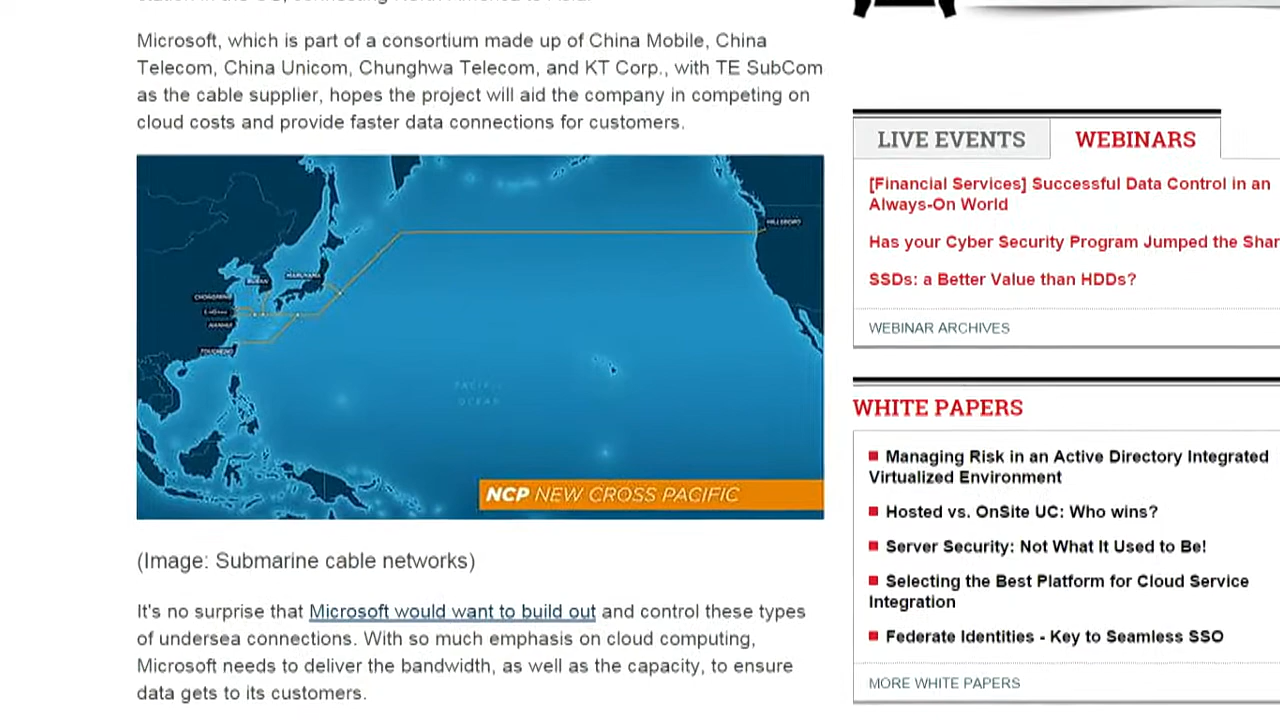 Microsoft, which is part of a consortium made up of China Mobile, China
Telecom, China Unicom, Chunghwa Telecom, and KT Corp., with TE SubCom
as the cable supplier, hopes the project will aid the company in competing on
cloud costs and provide faster data connections for customers.
HILLSBORO
BUSAN
MARUYAMA
CHONGMING
NANHUI
TOUCHENG
PACIFIC
OCEAN
NCP NEW CROSS PACIFIC
(Image: Submarine cable networks)
It's no surprise that Microsoft would want to build out and control these types
of undersea connections. With so much emphasis on cloud computing,
Microsoft needs to deliver the bandwidth, as well as the capacity, to ensure
data gets to its customers.
LIVE EVENTS
WEBINARS
[Financial Services] Successful Data Control in an
Always-On World
Has your Cyber Security Program Jumped the Shar
SSDs: a Better Value than HDDs?
WEBINAR ARCHIVES
WHITE PAPERS
Managing Risk in an Active Directory Integrated
Virtualized Environment
Hosted vs. OnSite UC: Who wins?
Server Security: Not What It Used to Be!
Selecting the Best Platform for Cloud Service
Integration
Federate Identities - Key to Seamless SSO
MORE WHITE PAPERS